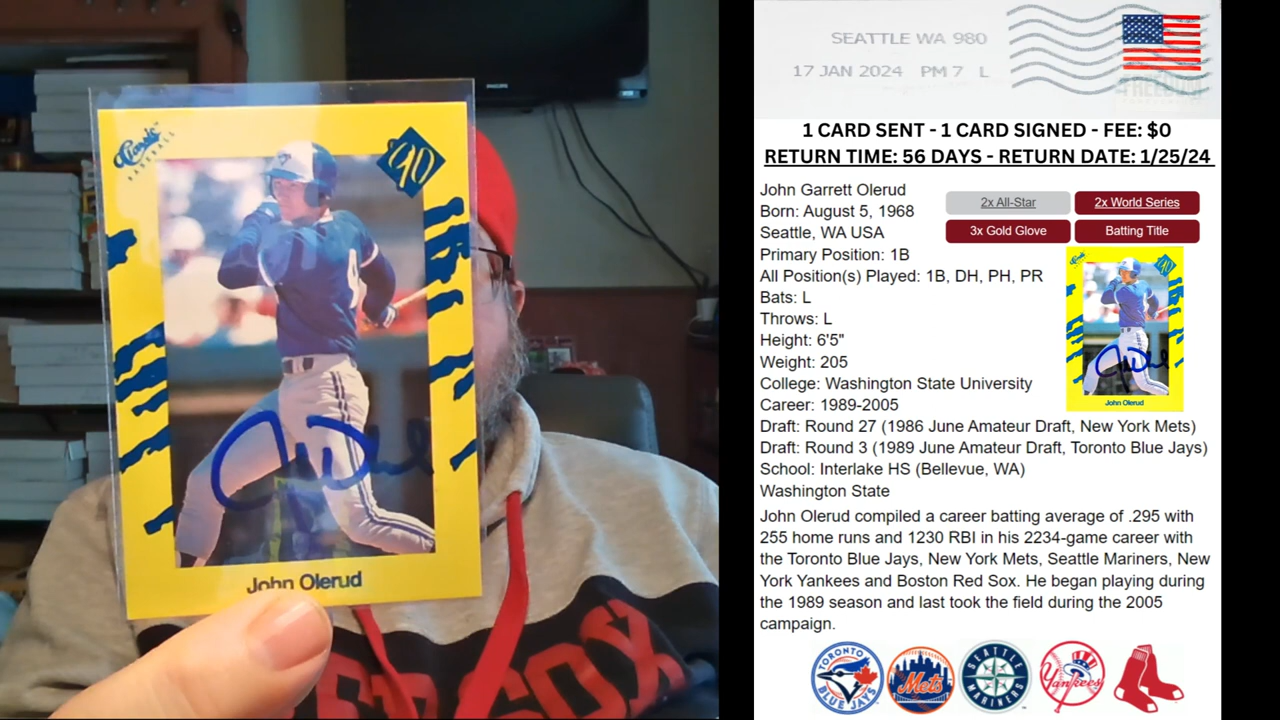 Classic
BASEBALL
90
John Olerud
RED SOX
PHILIPS
SEATTLE WA 980
17 JAN 2024 PM 7 L
FREEDOM
1 CARD SENT - 1 CARD SIGNED - FEE: $0
RETURN TIME: 56 DAYS - RETURN DATE: 1/25/24
John Garrett Olerud
Born: August 5, 1968
Seattle, WA USA
Primary Position: 1B
All Position(s) Played: 1B, DH, PH, PR
Bats: L
Throws: L
Height: 6'5"
Weight: 205
College: Washington State University
Career: 1989-2005
Draft: Round 27 (1986 June Amateur Draft, New York Mets)
Draft: Round 3 (1989 June Amateur Draft, Toronto Blue Jays)
School: Interlake HS (Bellevue, WA)
Washington State
2x All-Star
2x World Series
3x Gold Glove
Batting Title
Classic
90
John Olerud
John Olerud compiled a career batting average of .295 with
255 home runs and 1230 RBI in his 2234-game career with
the Toronto Blue Jays, New York Mets, Seattle Mariners, New
York Yankees and Boston Red Sox. He began playing during
the 1989 season and last took the field during the 2005
campaign.
TORONTO
BLUE JAYS
Mets
SEATTLE
MARINERS
Yankees